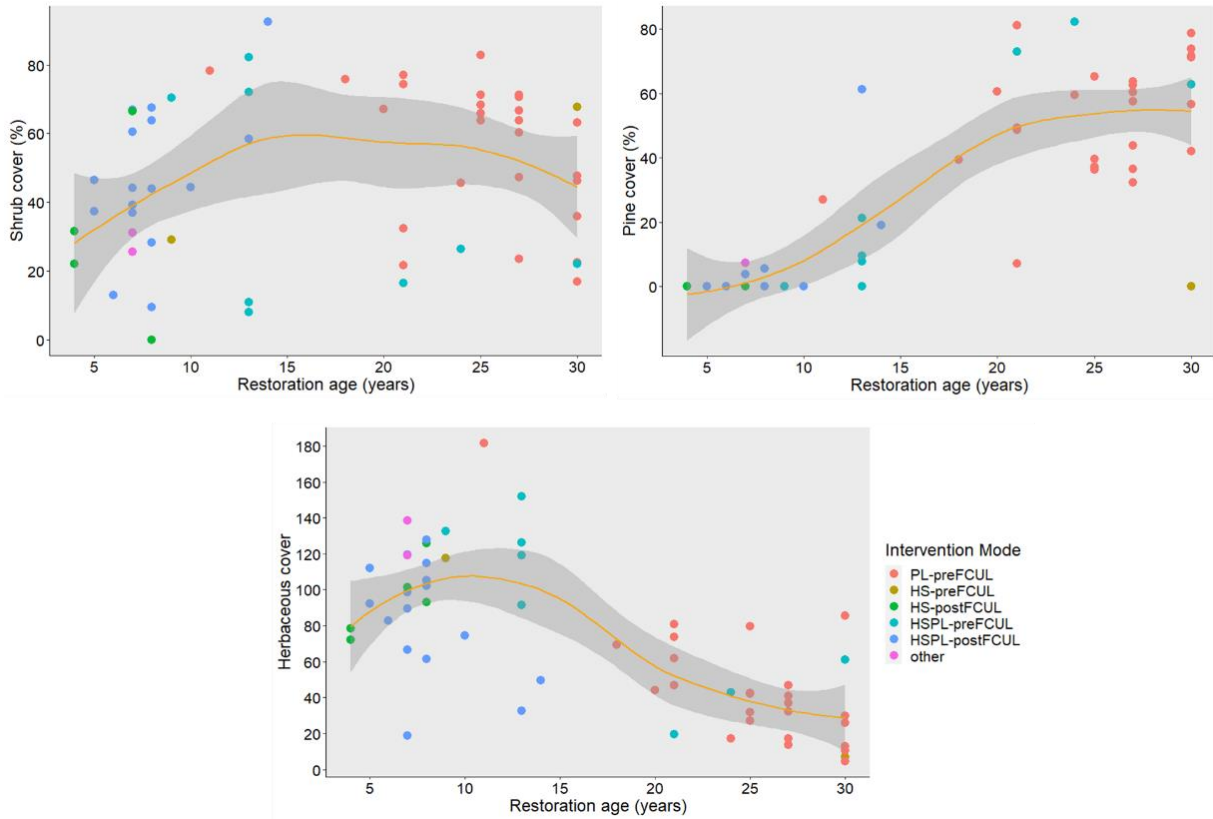 80
60
40
20
0
Shrub cover (%)
5 10 15 20 25 30
Restoration age (years)
80
60
40
20
0
Pine cover (%)
5 10 15 20 25 30
Restoration age (years)
180
160
140
120
100
80
60
40
20
0
Herbaceous cover
5 10 15 20 25 30
Restoration age (years)
Intervention Mode
PL-preFCUL
HS-preFCUL
HS-postFCUL
HSPL-preFCUL
HSPL-postFCUL
other